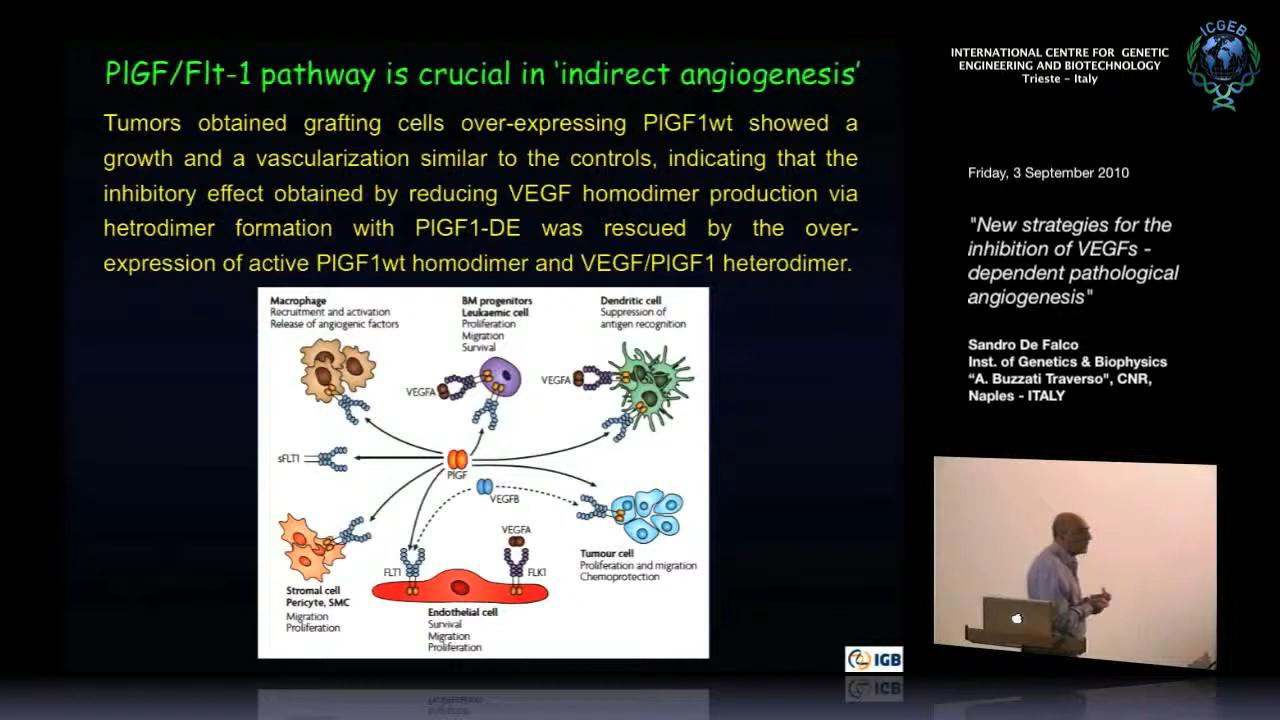 PlGF/Flt-1 pathway is crucial in ‘indirect angiogenesis’
Tumors obtained grafting cells over-expressing PlGF1wt showed a
growth and a vascularization similar to the controls, indicating that the
inhibitory effect obtained by reducing VEGF homodimer production via
hetrodimer formation with PlGF1-DE was rescued by the over-
expression of active PlGF1wt homodimer and VEGF/PlGF1 heterodimer.
Macrophage
Recruitment and activation
Release of angiogenic factors
BM progenitors
Leukaemic cell
Proliferation
Migration
Survival
Dendritic cell
Suppression of
antigen recognition
VEGFA
VEGFA
sFLT1
PlGF
VEGFB
VEGFA
FLT1
FLK1
Stromal cell
Pericyte, SMC
Migration
Proliferation
Endothelial cell
Survival
Migration
Proliferation
Tumour cell
Proliferation and migration
Chemoprotection
IGB
INTERNATIONAL CENTRE FOR GENETIC
ENGINEERING AND BIOTECHNOLOGY
Trieste – Italy
ICGEB
Friday, 3 September 2010
"New strategies for the
inhibition of VEGFs -
dependent pathological
angiogenesis"
Sandro De Falco
Inst. of Genetics & Biophysics
“A. Buzzati Traverso", CNR,
Naples - ITALY